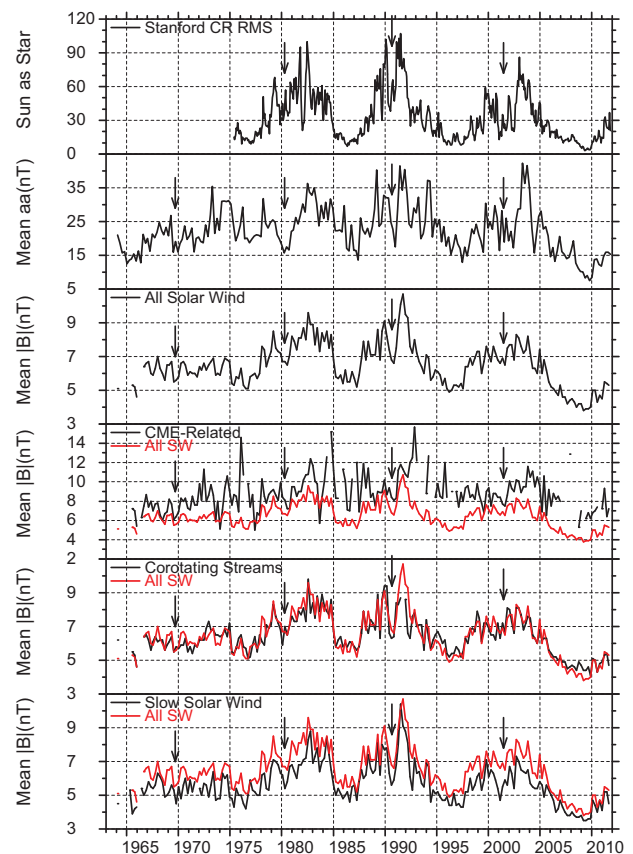 Sun as Star
120
90
60
30
0
Stanford CR RMS
Mean aa(nT)
35
25
15
5
Mean |B|(nT)
9
7
5
3
All Solar Wind
Mean |B|(nT)
14
12
10
8
6
4
2
CME-Related
All SW
Mean |B|(nT)
9
7
5
3
Corotating Streams
All SW
Mean |B|(nT)
9
7
5
3
Slow Solar Wind
All SW
1965 1970 1975 1980 1985 1990 1995 2000 2005 2010